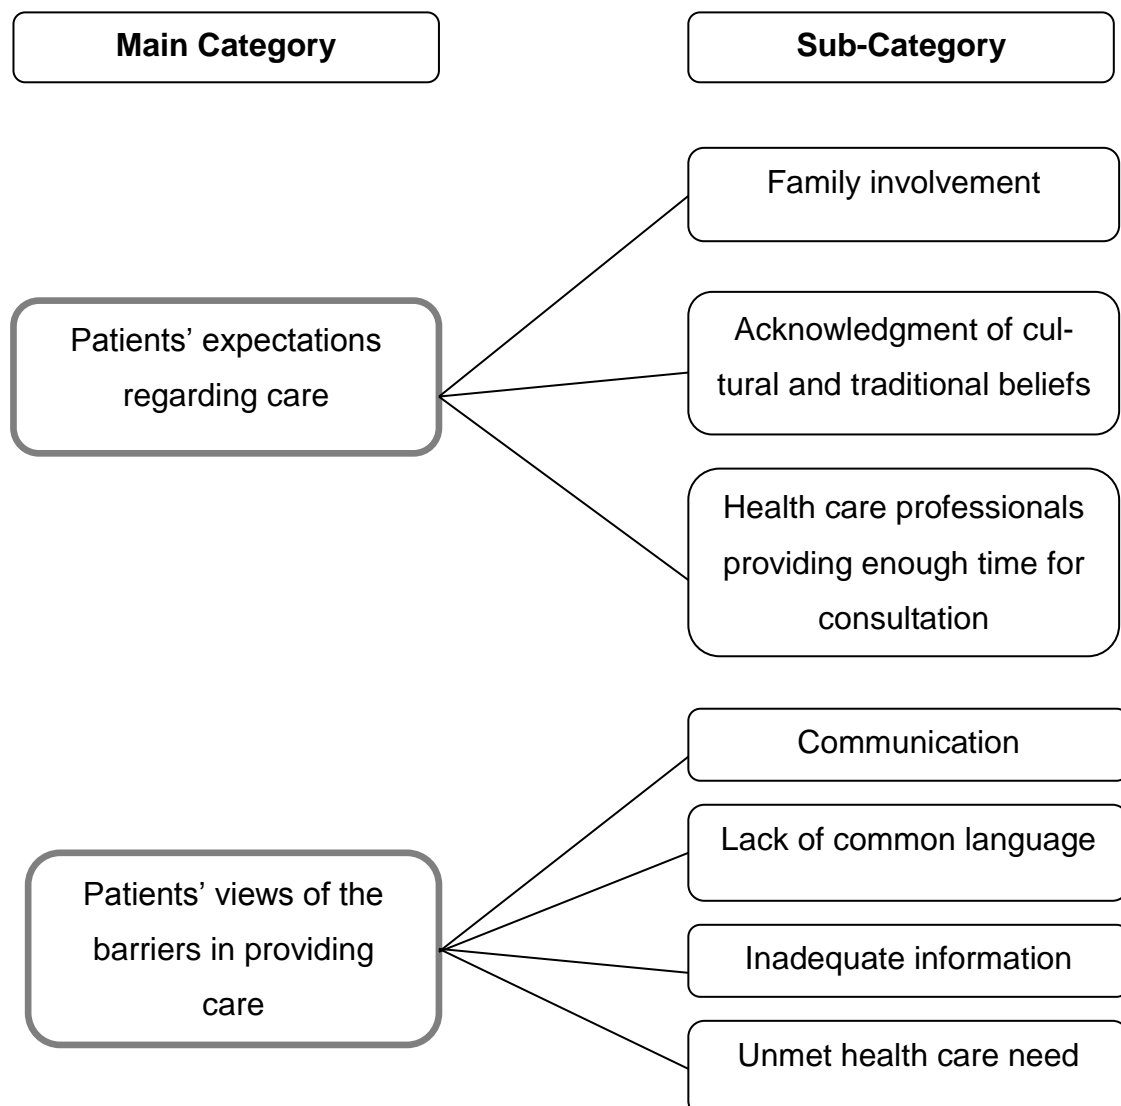 Main Category
Sub-Category
Family involvement
Patients’ expectations
regarding care
Acknowledgment of cul-
tural and traditional beliefs
Health care professionals
providing enough time for
consultation
Communication
Lack of common language
Patients’ views of the
barriers in providing
care
Inadequate information
Unmet health care need